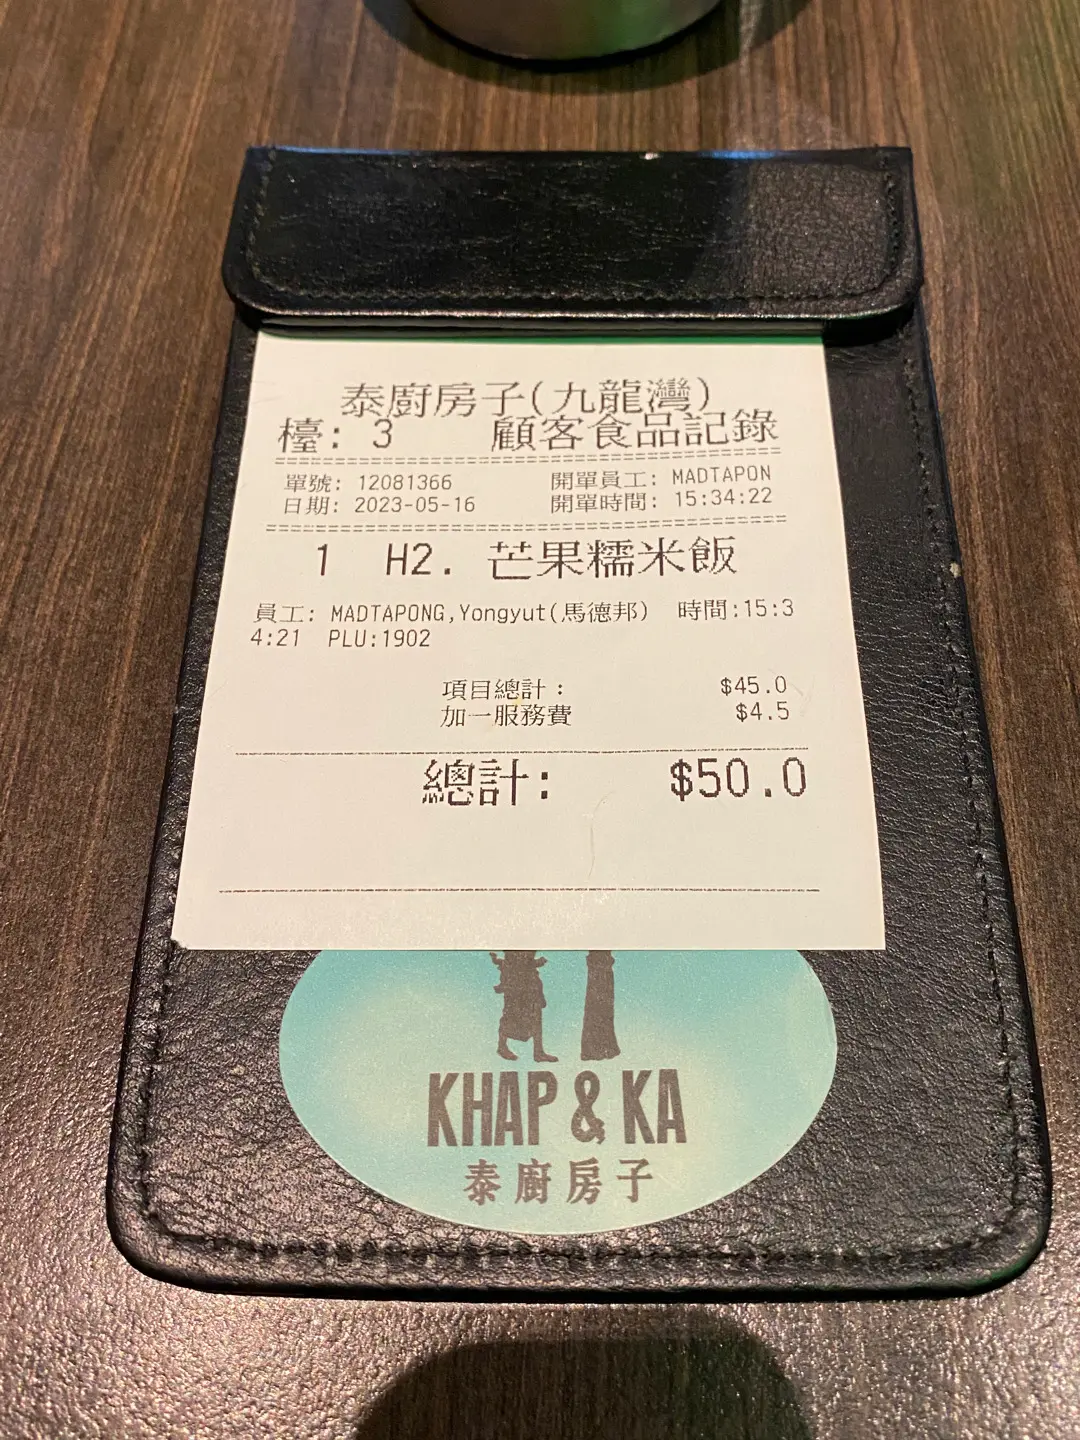 泰廚房子(九龍灣)
檯: 3 顧客食品記錄
單號: 12081366 開單員工: MADTAPON
日期: 2023-05-16 開單時間: 15:34:22
1 H2. 芒果糯米飯
員工: MADTAPONG,Yongyut(馬德邦) 時間:15:3
4:21 PLU:1902
項目總計: $45.0
加一服務費 $4.5
總計: $50.0
KHAP & KA
泰廚房子